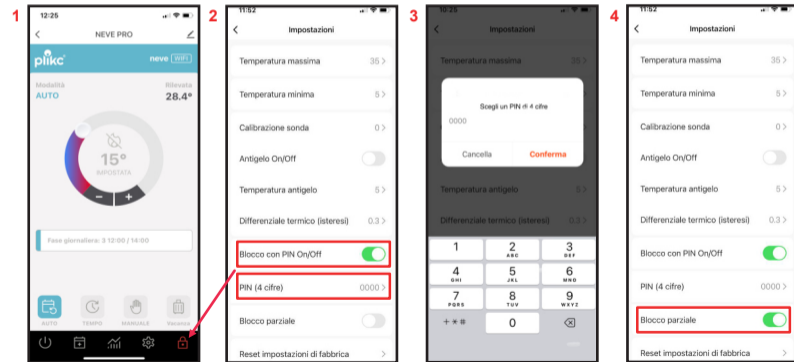 1
12:25
NEVE PRO
plikc
neve WiFi
Modalità
AUTO
Rilevata
28.4°
15°
IMPOSTATA
- +
Fase giornaliera: 3 12:00 / 14:00
AUTO TEMPO MANUALE Vacanza
2
11:52
Impostazioni
Temperatura massima 35 >
Temperatura minima 5 >
Calibrazione sonda 0 >
Antigelo On/Off
Temperatura antigelo 5 >
Differenziale termico (isteresi) 0.3 >
Blocco con PIN On/Off
PIN (4 cifre) 0000 >
Blocco parziale
Reset impostazioni di fabbrica >
3
10:25
Impostazioni
Temperatura massima 35 >
Scegli un PIN di 4 cifre
0000
Cancella Conferma
Temperatura antigelo 5 >
Differenziale termico (isteresi) 0.3 >
1 2 3
ABC DEF
4 5 6
GHI JKL MNO
7 8 9
PQRS TUV WXYZ
+*# 0
4
11:52
Impostazioni
Temperatura massima 35 >
Temperatura minima 5 >
Calibrazione sonda 0 >
Antigelo On/Off
Temperatura antigelo 5 >
Differenziale termico (isteresi) 0.3 >
Blocco con PIN On/Off
PIN (4 cifre) 0000 >
Blocco parziale
Reset impostazioni di fabbrica >